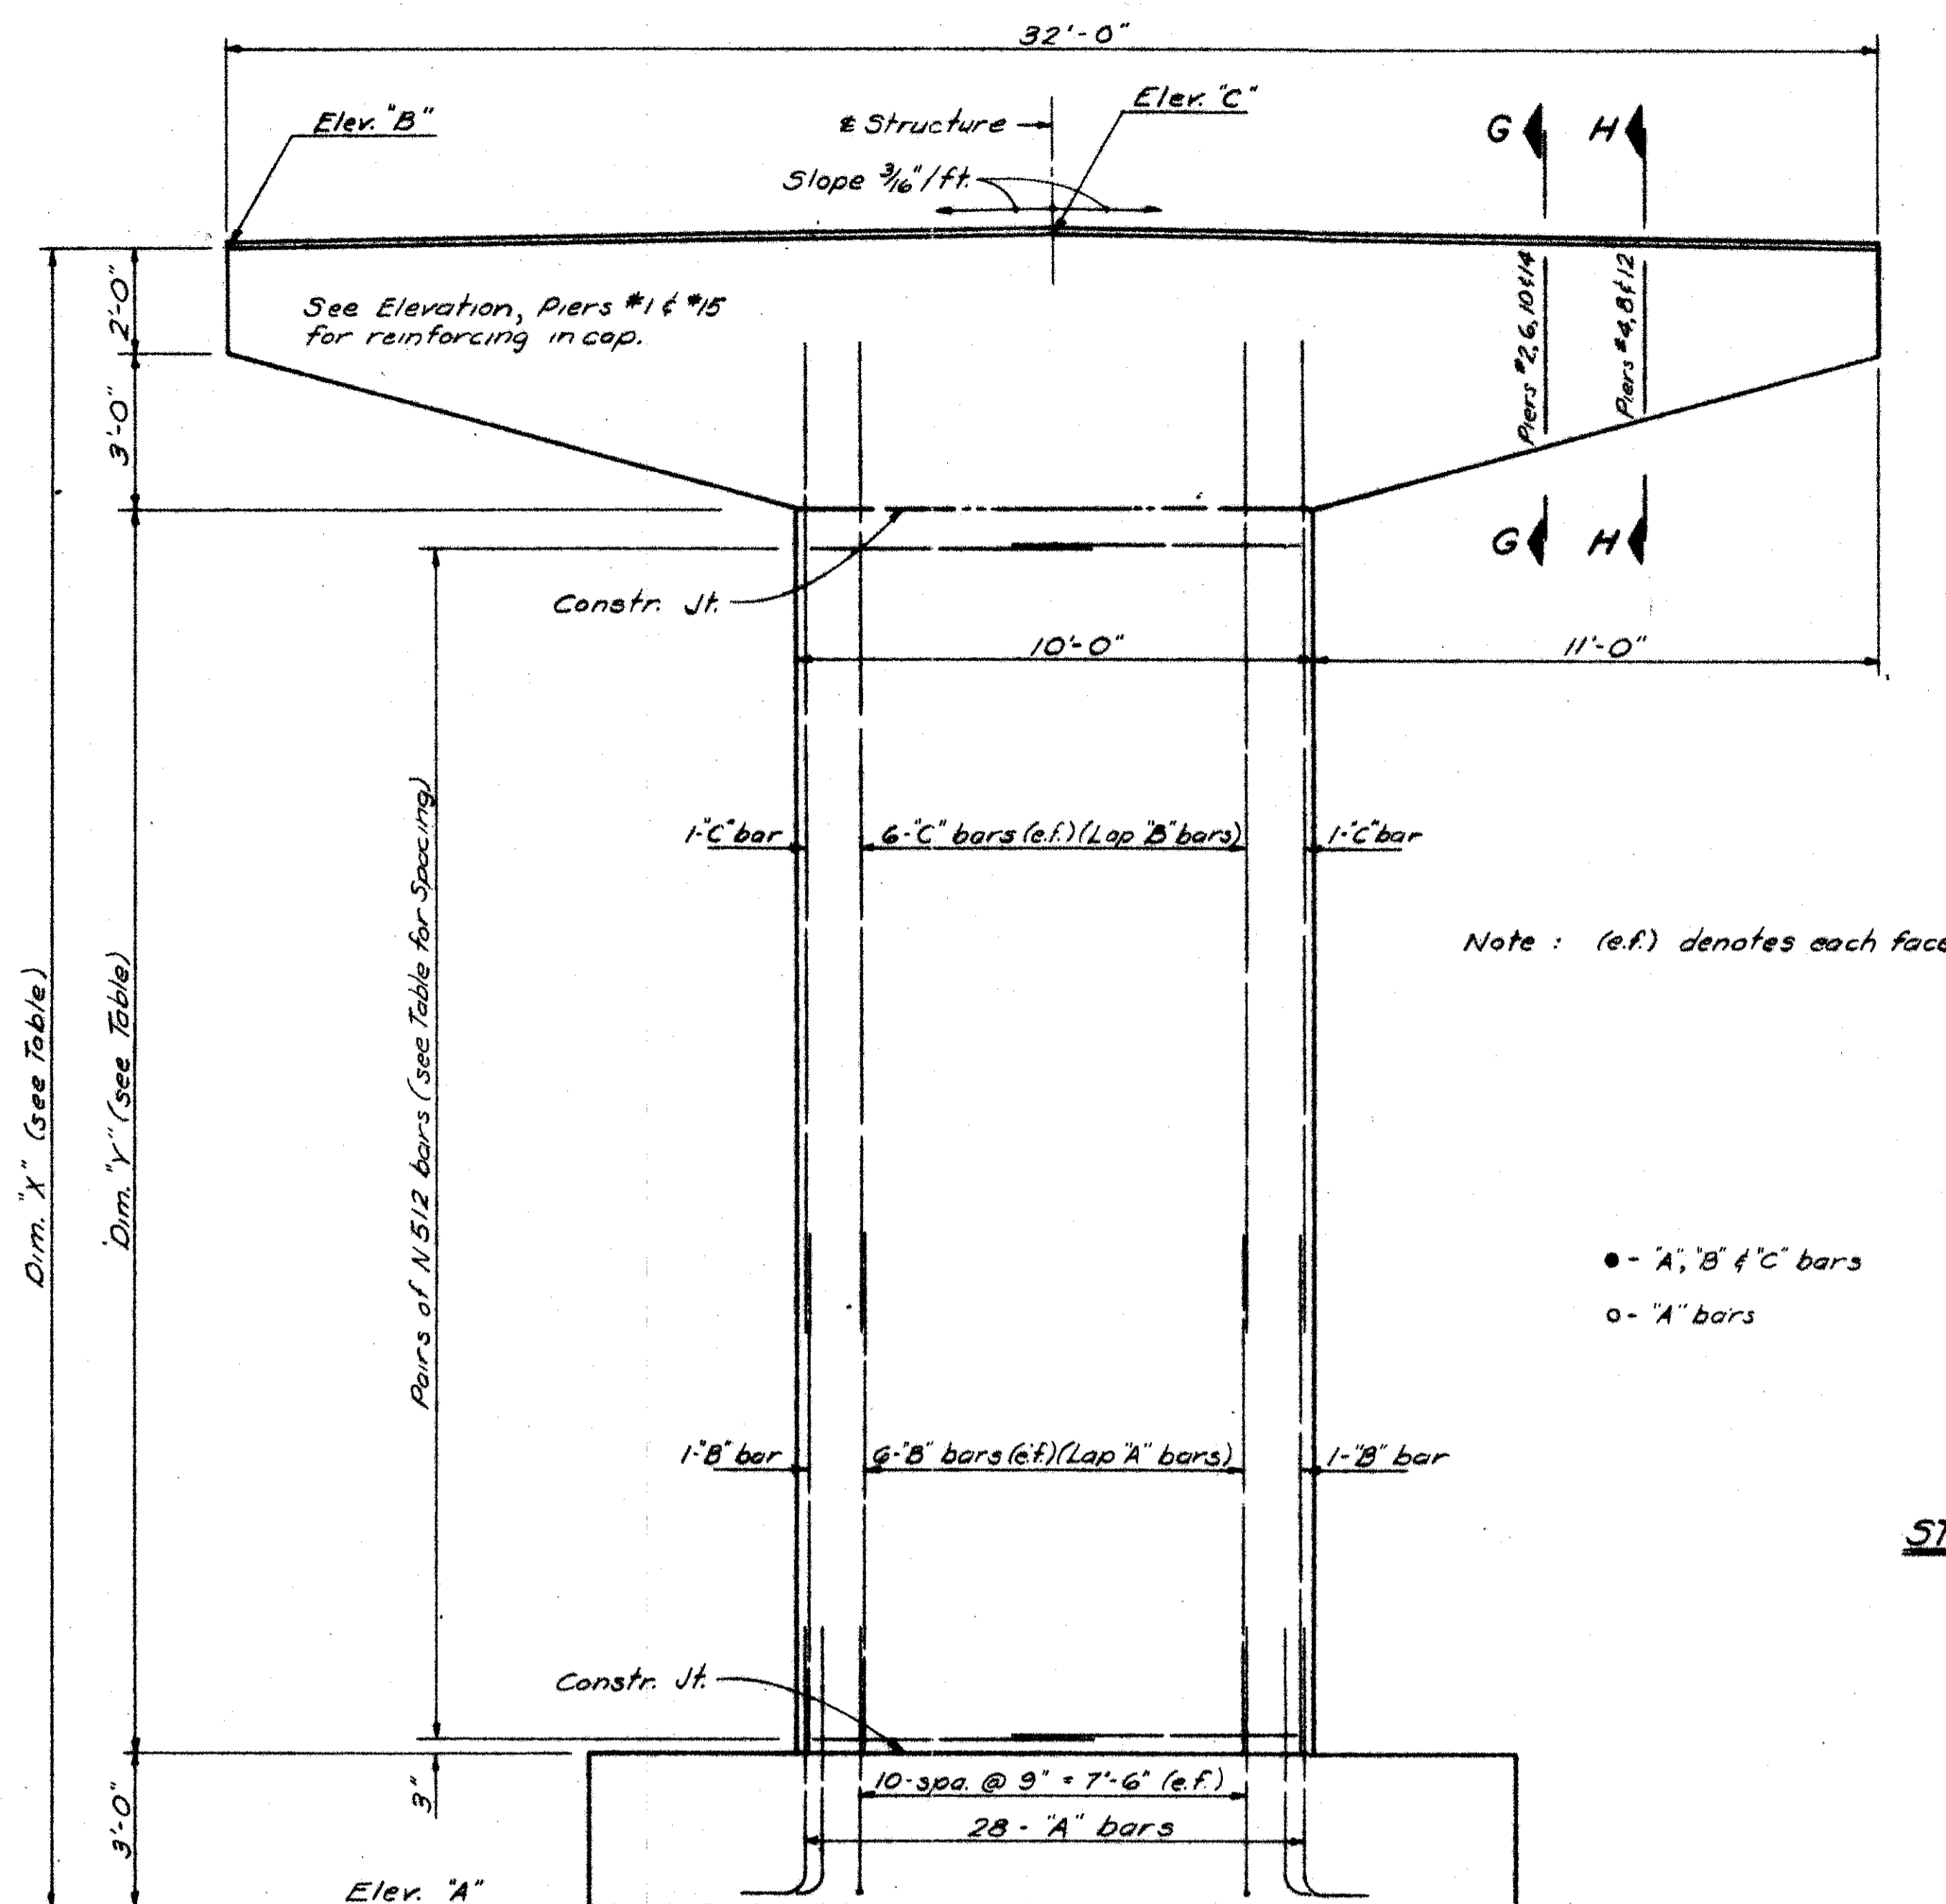 32'-0"
Elev. "B"
Elev. "C"
℄ Structure
Slope 3/16"/ft.
G
H
2'-0"
3'-0"
See Elevation, Piers #1 & #15
for reinforcing in cap.
Piers #2, 6, 10 & 14
Piers #4, 8 & 12
G
H
Constr. Jt.
10'-0"
11'-0"
1-"C" bar
6-"C" bars (e.f.) (Lap "B" bars)
1-"C" bar
Note : (e.f.) denotes each face
Dim. "X" (see Table)
Dim. "Y" (see Table)
Pairs of N512 bars (see Table for Spacing)
● - "A", "B" & "C" bars
○ - "A" bars
1-"B" bar
6-"B" bars (e.f.) (Lap "A" bars)
1-"B" bar
ST
Constr. Jt.
10-spa. @ 9" = 7'-6" (e.f.)
28 - "A" bars
3"
3'-0"
Elev. "A"